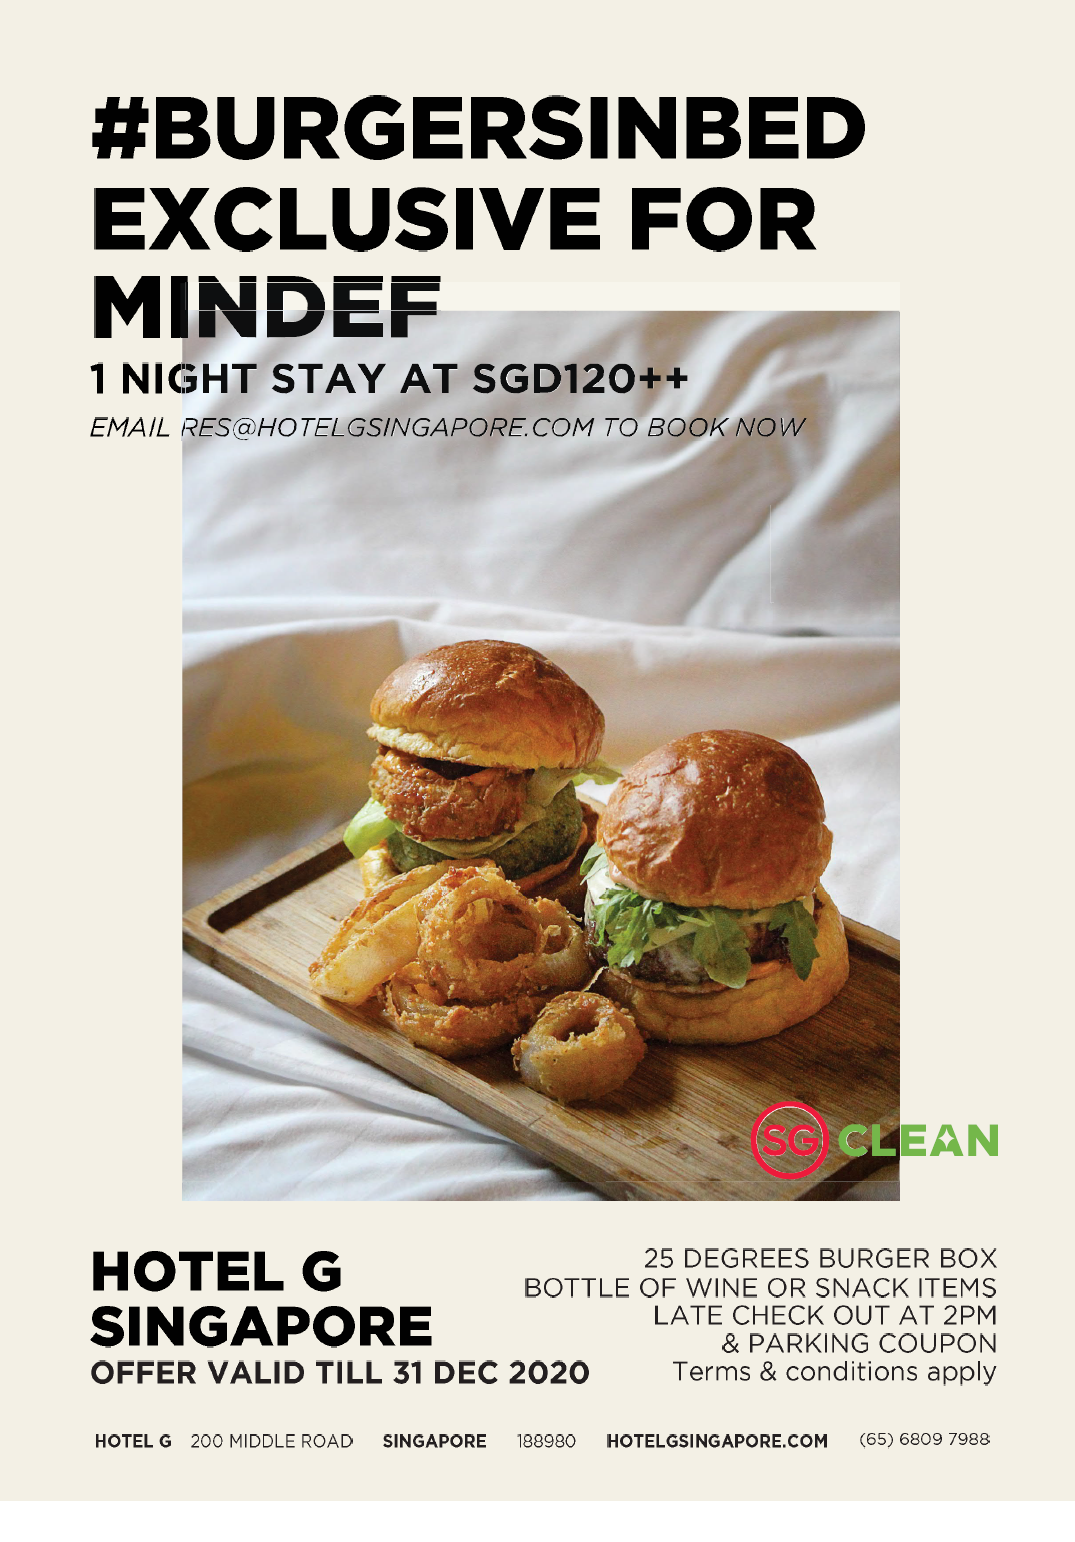 #BURGERSINBED
EXCLUSIVE FOR
MINDEF
1 NIGHT STAY AT SGD120++
EMAIL RES@HOTELGSINGAPORE.COM TO BOOK NOW
SG CLEAN
HOTEL G
SINGAPORE
OFFER VALID TILL 31 DEC 2020
25 DEGREES BURGER BOX
BOTTLE OF WINE OR SNACK ITEMS
LATE CHECK OUT AT 2PM
& PARKING COUPON
Terms & conditions apply
HOTEL G 200 MIDDLE ROAD SINGAPORE 188980 HOTELGSINGAPORE.COM (65) 6809 7988